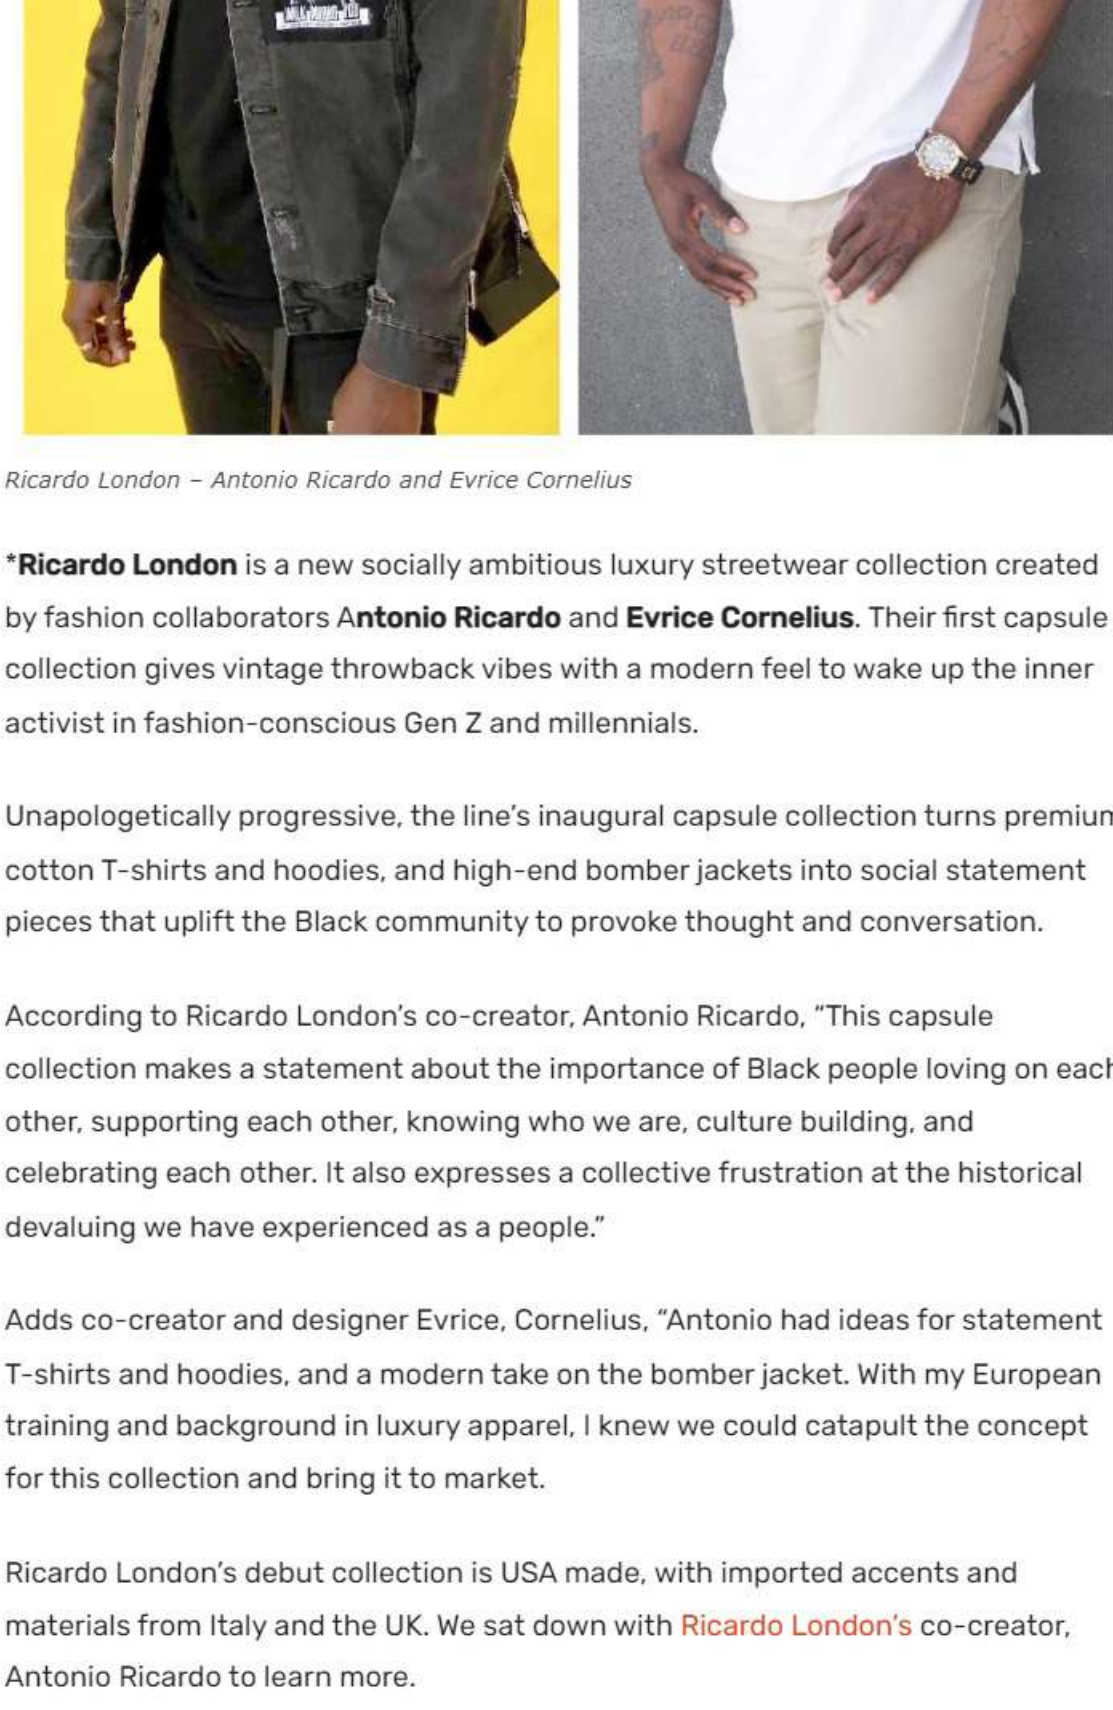 Ricardo London – Antonio Ricardo and Evrice Cornelius
*Ricardo London is a new socially ambitious luxury streetwear collection created
by fashion collaborators Antonio Ricardo and Evrice Cornelius. Their first capsule
collection gives vintage throwback vibes with a modern feel to wake up the inner
activist in fashion-conscious Gen Z and millennials.
Unapologetically progressive, the line’s inaugural capsule collection turns premium
cotton T-shirts and hoodies, and high-end bomber jackets into social statement
pieces that uplift the Black community to provoke thought and conversation.
According to Ricardo London’s co-creator, Antonio Ricardo, “This capsule
collection makes a statement about the importance of Black people loving on each
other, supporting each other, knowing who we are, culture building, and
celebrating each other. It also expresses a collective frustration at the historical
devaluing we have experienced as a people.”
Adds co-creator and designer Evrice, Cornelius, “Antonio had ideas for statement
T-shirts and hoodies, and a modern take on the bomber jacket. With my European
training and background in luxury apparel, I knew we could catapult the concept
for this collection and bring it to market.
Ricardo London’s debut collection is USA made, with imported accents and
materials from Italy and the UK. We sat down with Ricardo London’s co-creator,
Antonio Ricardo to learn more.